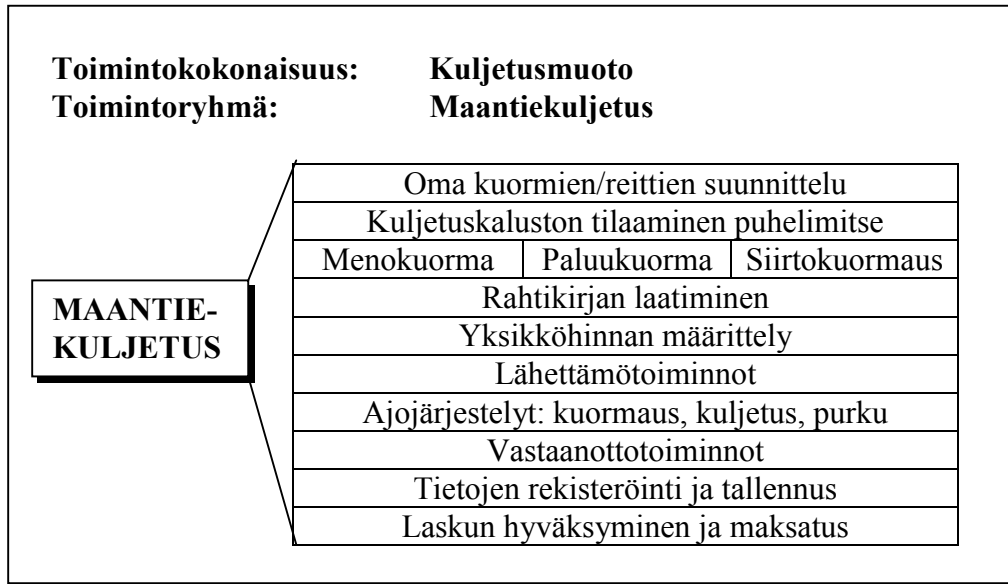 Toimintokokonaisuus: Kuljetusmuoto
Toimintoryhmä: Maantiekuljetus
MAANTIE-
KULJETUS
Oma kuormien/reittien suunnittelu
Kuljetuskaluston tilaaminen puhelimitse
Menokuorma Paluukuorma Siirtokuormaus
Rahtikirjan laatiminen
Yksikköhinnan määrittely
Lähettämötoiminnot
Ajojärjestelyt: kuormaus, kuljetus, purku
Vastaanottotoiminnot
Tietojen rekisteröinti ja tallennus
Laskun hyväksyminen ja maksatus